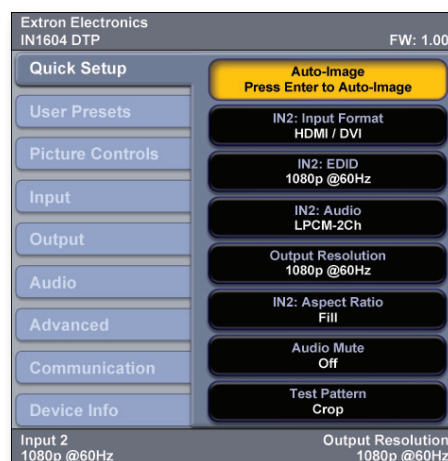 Extron Electronics
IN1604 DTP
FW: 1.00
Quick Setup
User Presets
Picture Controls
Input
Output
Audio
Advanced
Communication
Device Info
Auto-Image
Press Enter to Auto-Image
IN2: Input Format
HDMI / DVI
IN2: EDID
1080p @60Hz
IN2: Audio
LPCM-2Ch
Output Resolution
1080p @60Hz
IN2: Aspect Ratio
Fill
Audio Mute
Off
Test Pattern
Crop
Input 2
1080p @60Hz
Output Resolution
1080p @60Hz